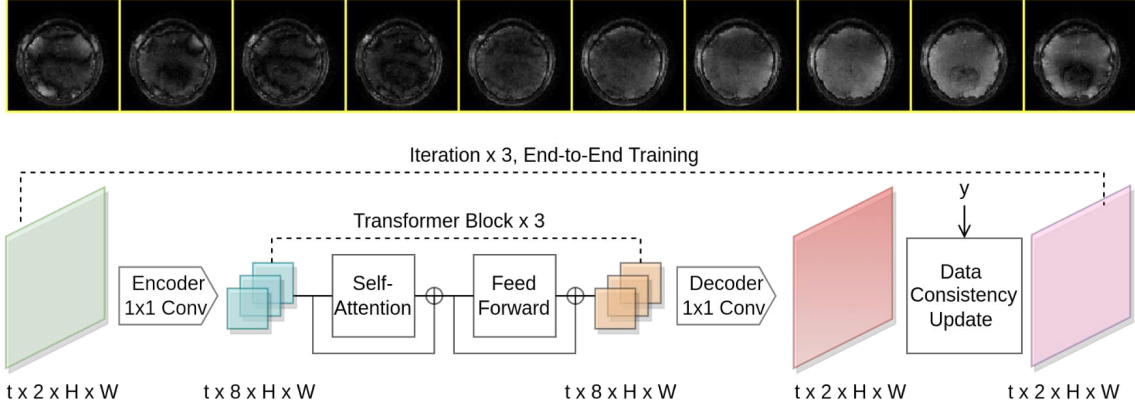 Iteration x 3, End-to-End Training
y
Transformer Block x 3
Encoder
1x1 Conv
Self-
Attention
Feed
Forward
Decoder
1x1 Conv
Data
Consistency
Update
t x 2 x H x W
t x 8 x H x W
t x 8 x H x W
t x 2 x H x W
t x 2 x H x W